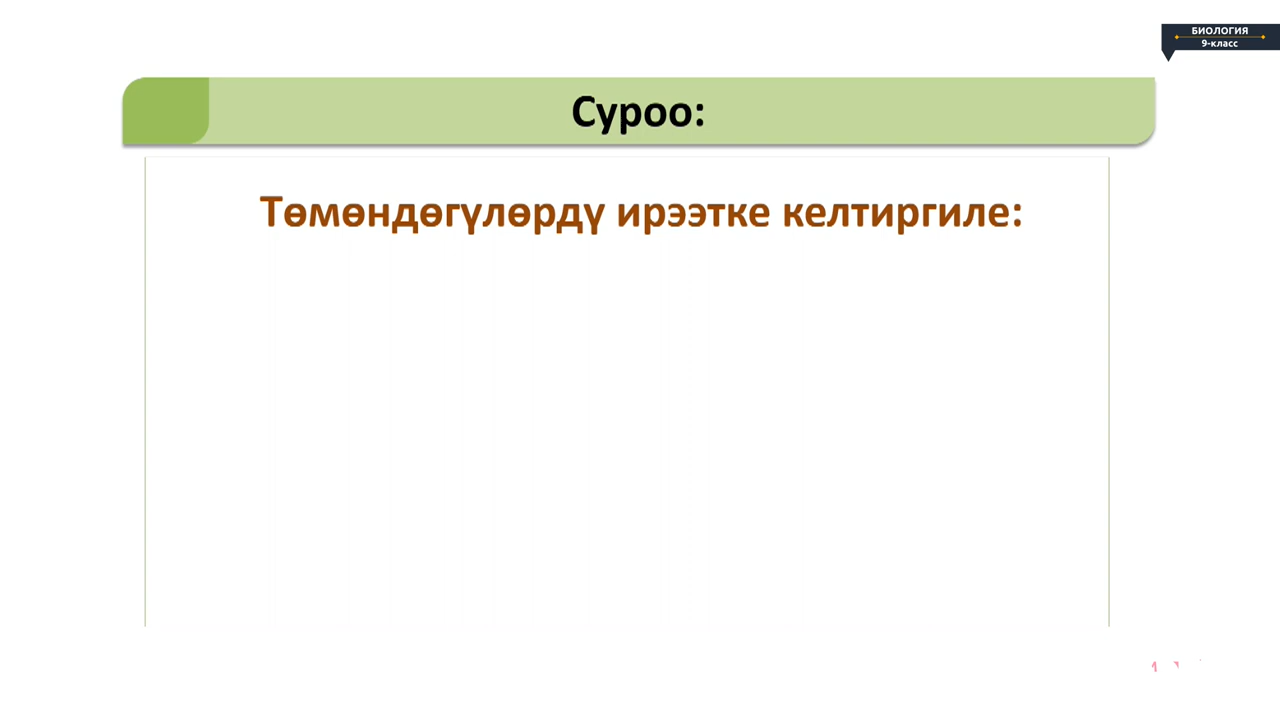 БИОЛОГИЯ
9-класс
Суроо:
Төмөндөгүлөрдү ирээтке келтиргиле: